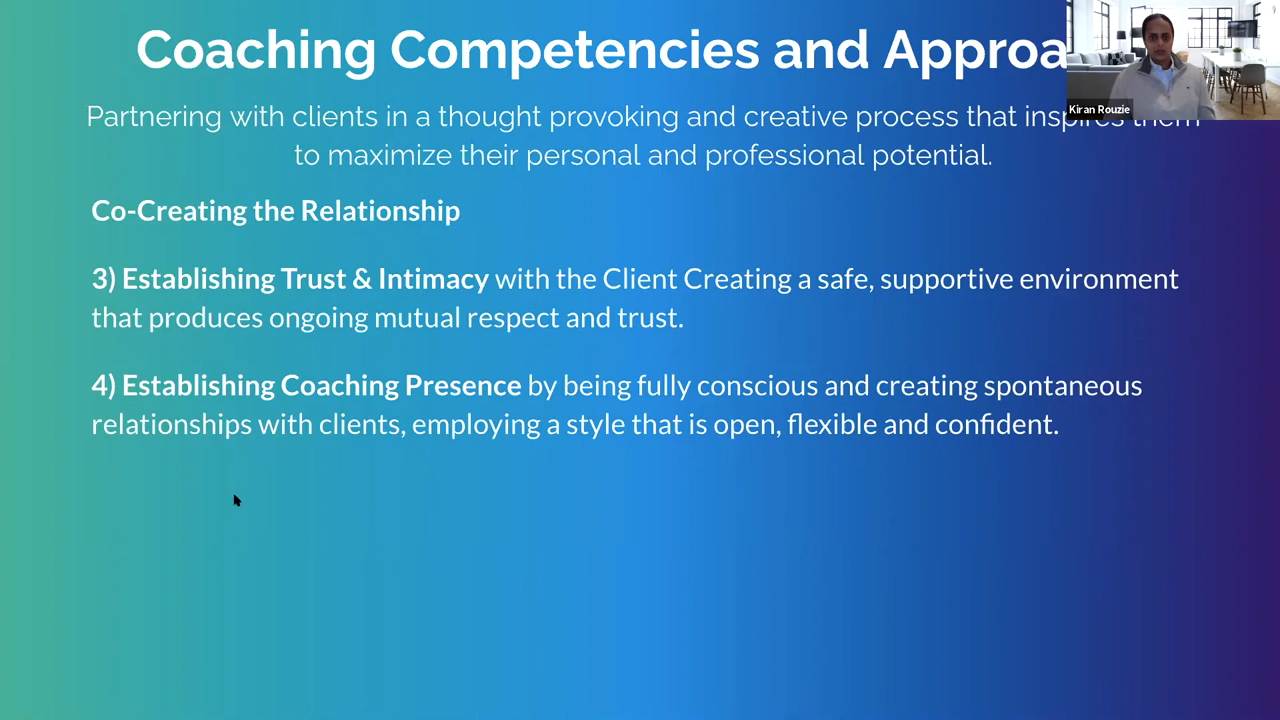 Coaching Competencies and Approa
Kiran Rouzie
Partnering with clients in a thought provoking and creative process that inspires them
to maximize their personal and professional potential.
Co-Creating the Relationship
3) Establishing Trust & Intimacy with the Client Creating a safe, supportive environment
that produces ongoing mutual respect and trust.
4) Establishing Coaching Presence by being fully conscious and creating spontaneous
relationships with clients, employing a style that is open, flexible and confident.